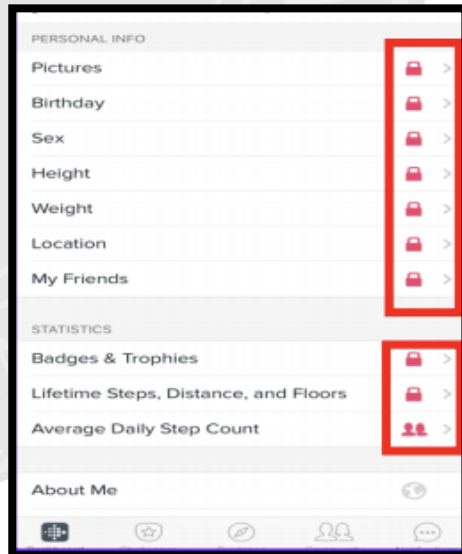 PERSONAL INFO
Pictures
Birthday
Sex
Height
Weight
Location
My Friends
STATISTICS
Badges & Trophies
Lifetime Steps, Distance, and Floors
Average Daily Step Count
About Me